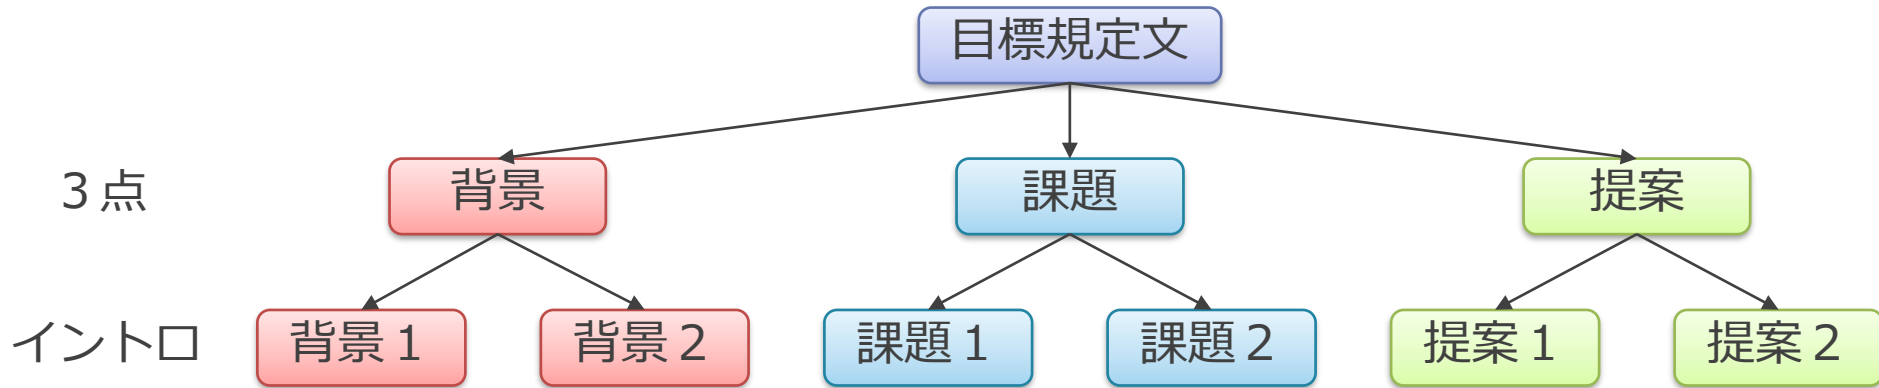 目標規定文
３点
背景
課題
提案
イントロ
背景１
背景２
課題１
課題２
提案１
提案２